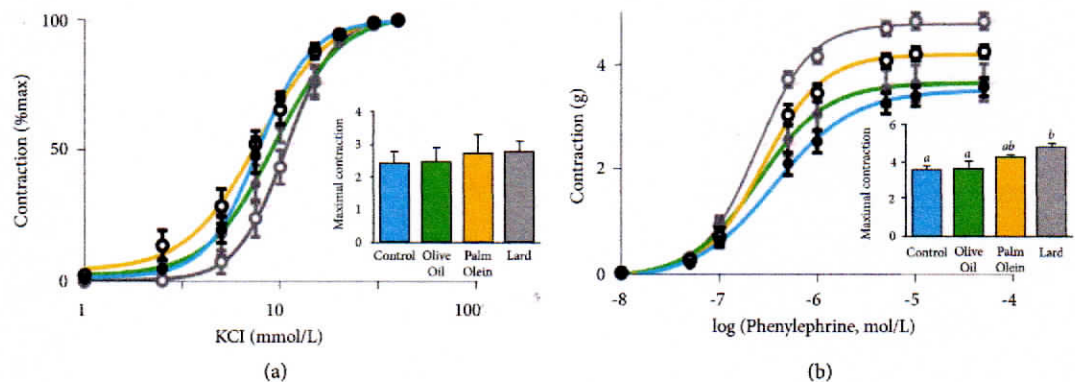 100
50
0
Contraction (%max)
1
10
100
KCI (mmol/L)
Maximal contraction
4
3
2
1
0
Control
Olive
Oil
Palm
Olein
Lard
(a)
4
2
0
Contraction (g)
-8
-7
-6
-5
-4
log (Phenylephrine, mol/L)
Maximal contraction
6
4
2
0
a
a
ab
b
Control
Olive
Oil
Palm
Olein
Lard
(b)